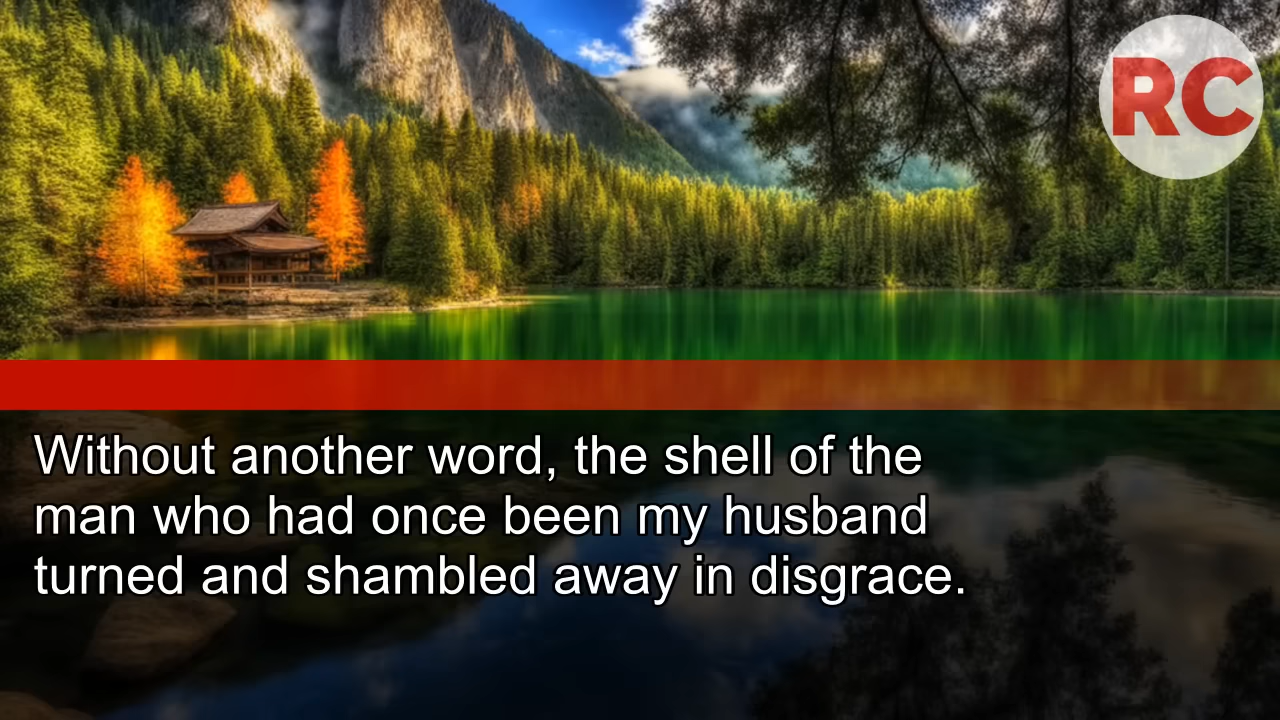 RC
Without another word, the shell of the
man who had once been my husband
turned and shambled away in disgrace.